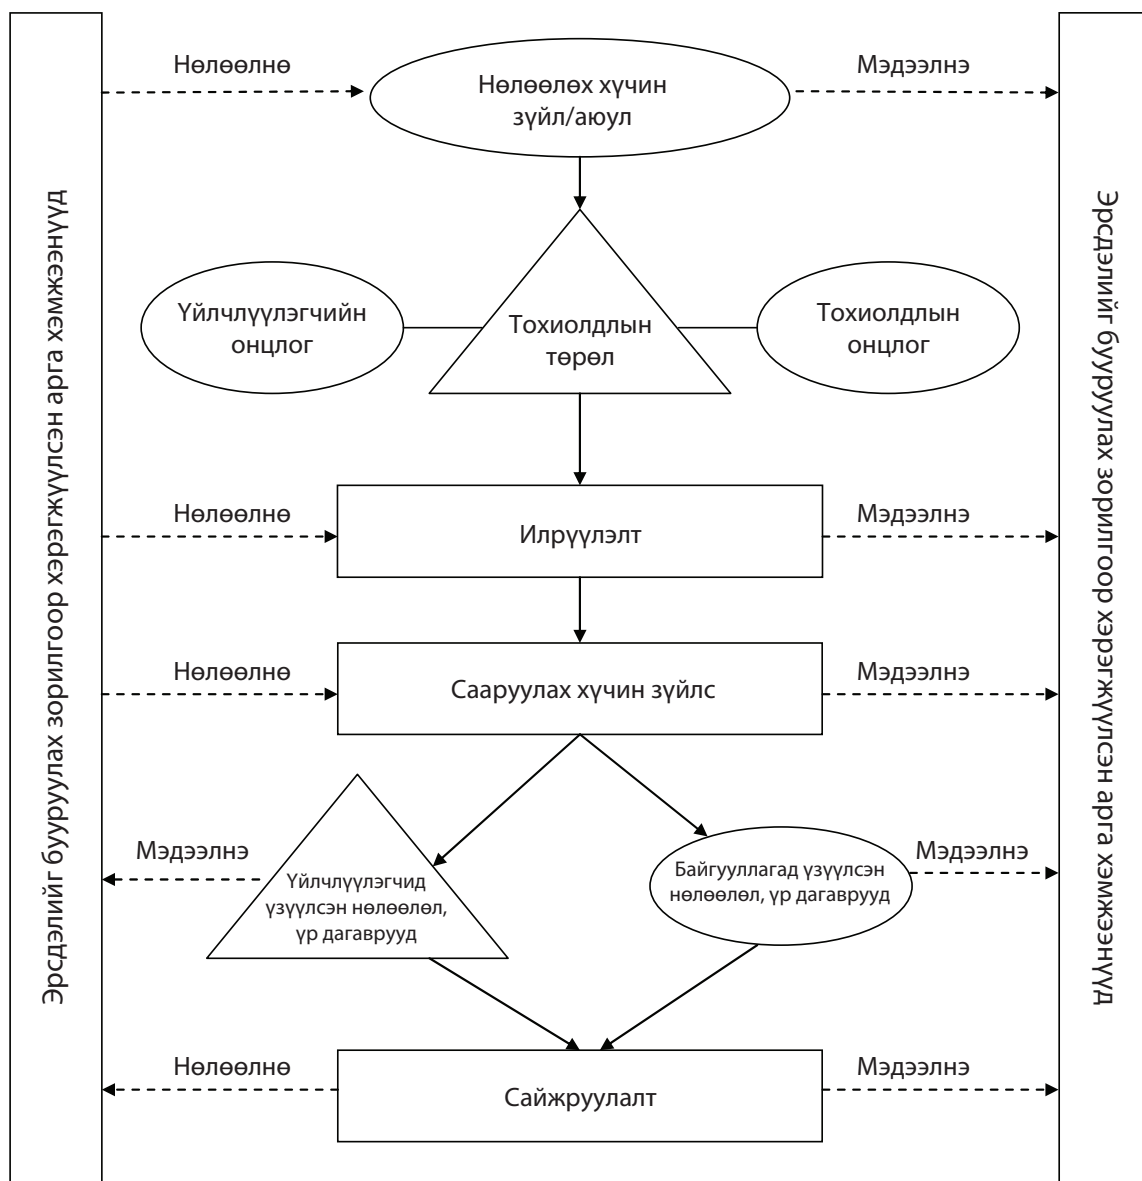 Эрсдэлийг бууруулах зорилгоор хэрэгжүүлсэн арга хэмжээнүүд
Нөлөөлнө
Нөлөөлөх хүчин
зүйл/аюул
Мэдээлнэ
Үйлчлүүлэгчийн
онцлог
Тохиолдлын
төрөл
Тохиолдлын
онцлог
Нөлөөлнө
Илрүүлэлт
Мэдээлнэ
Нөлөөлнө
Сааруулах хүчин зүйлс
Мэдээлнэ
Мэдээлнэ
Үйлчлүүлэгчид
үзүүлсэн нөлөөлөл,
үр дагаврууд
Байгууллагад үзүүлсэн
нөлөөлөл, үр дагаврууд
Мэдээлнэ
Нөлөөлнө
Сайжруулалт
Мэдээлнэ
Эрсдэлийг бууруулах зорилгоор хэрэгжүүлсэн арга хэмжээнүүд